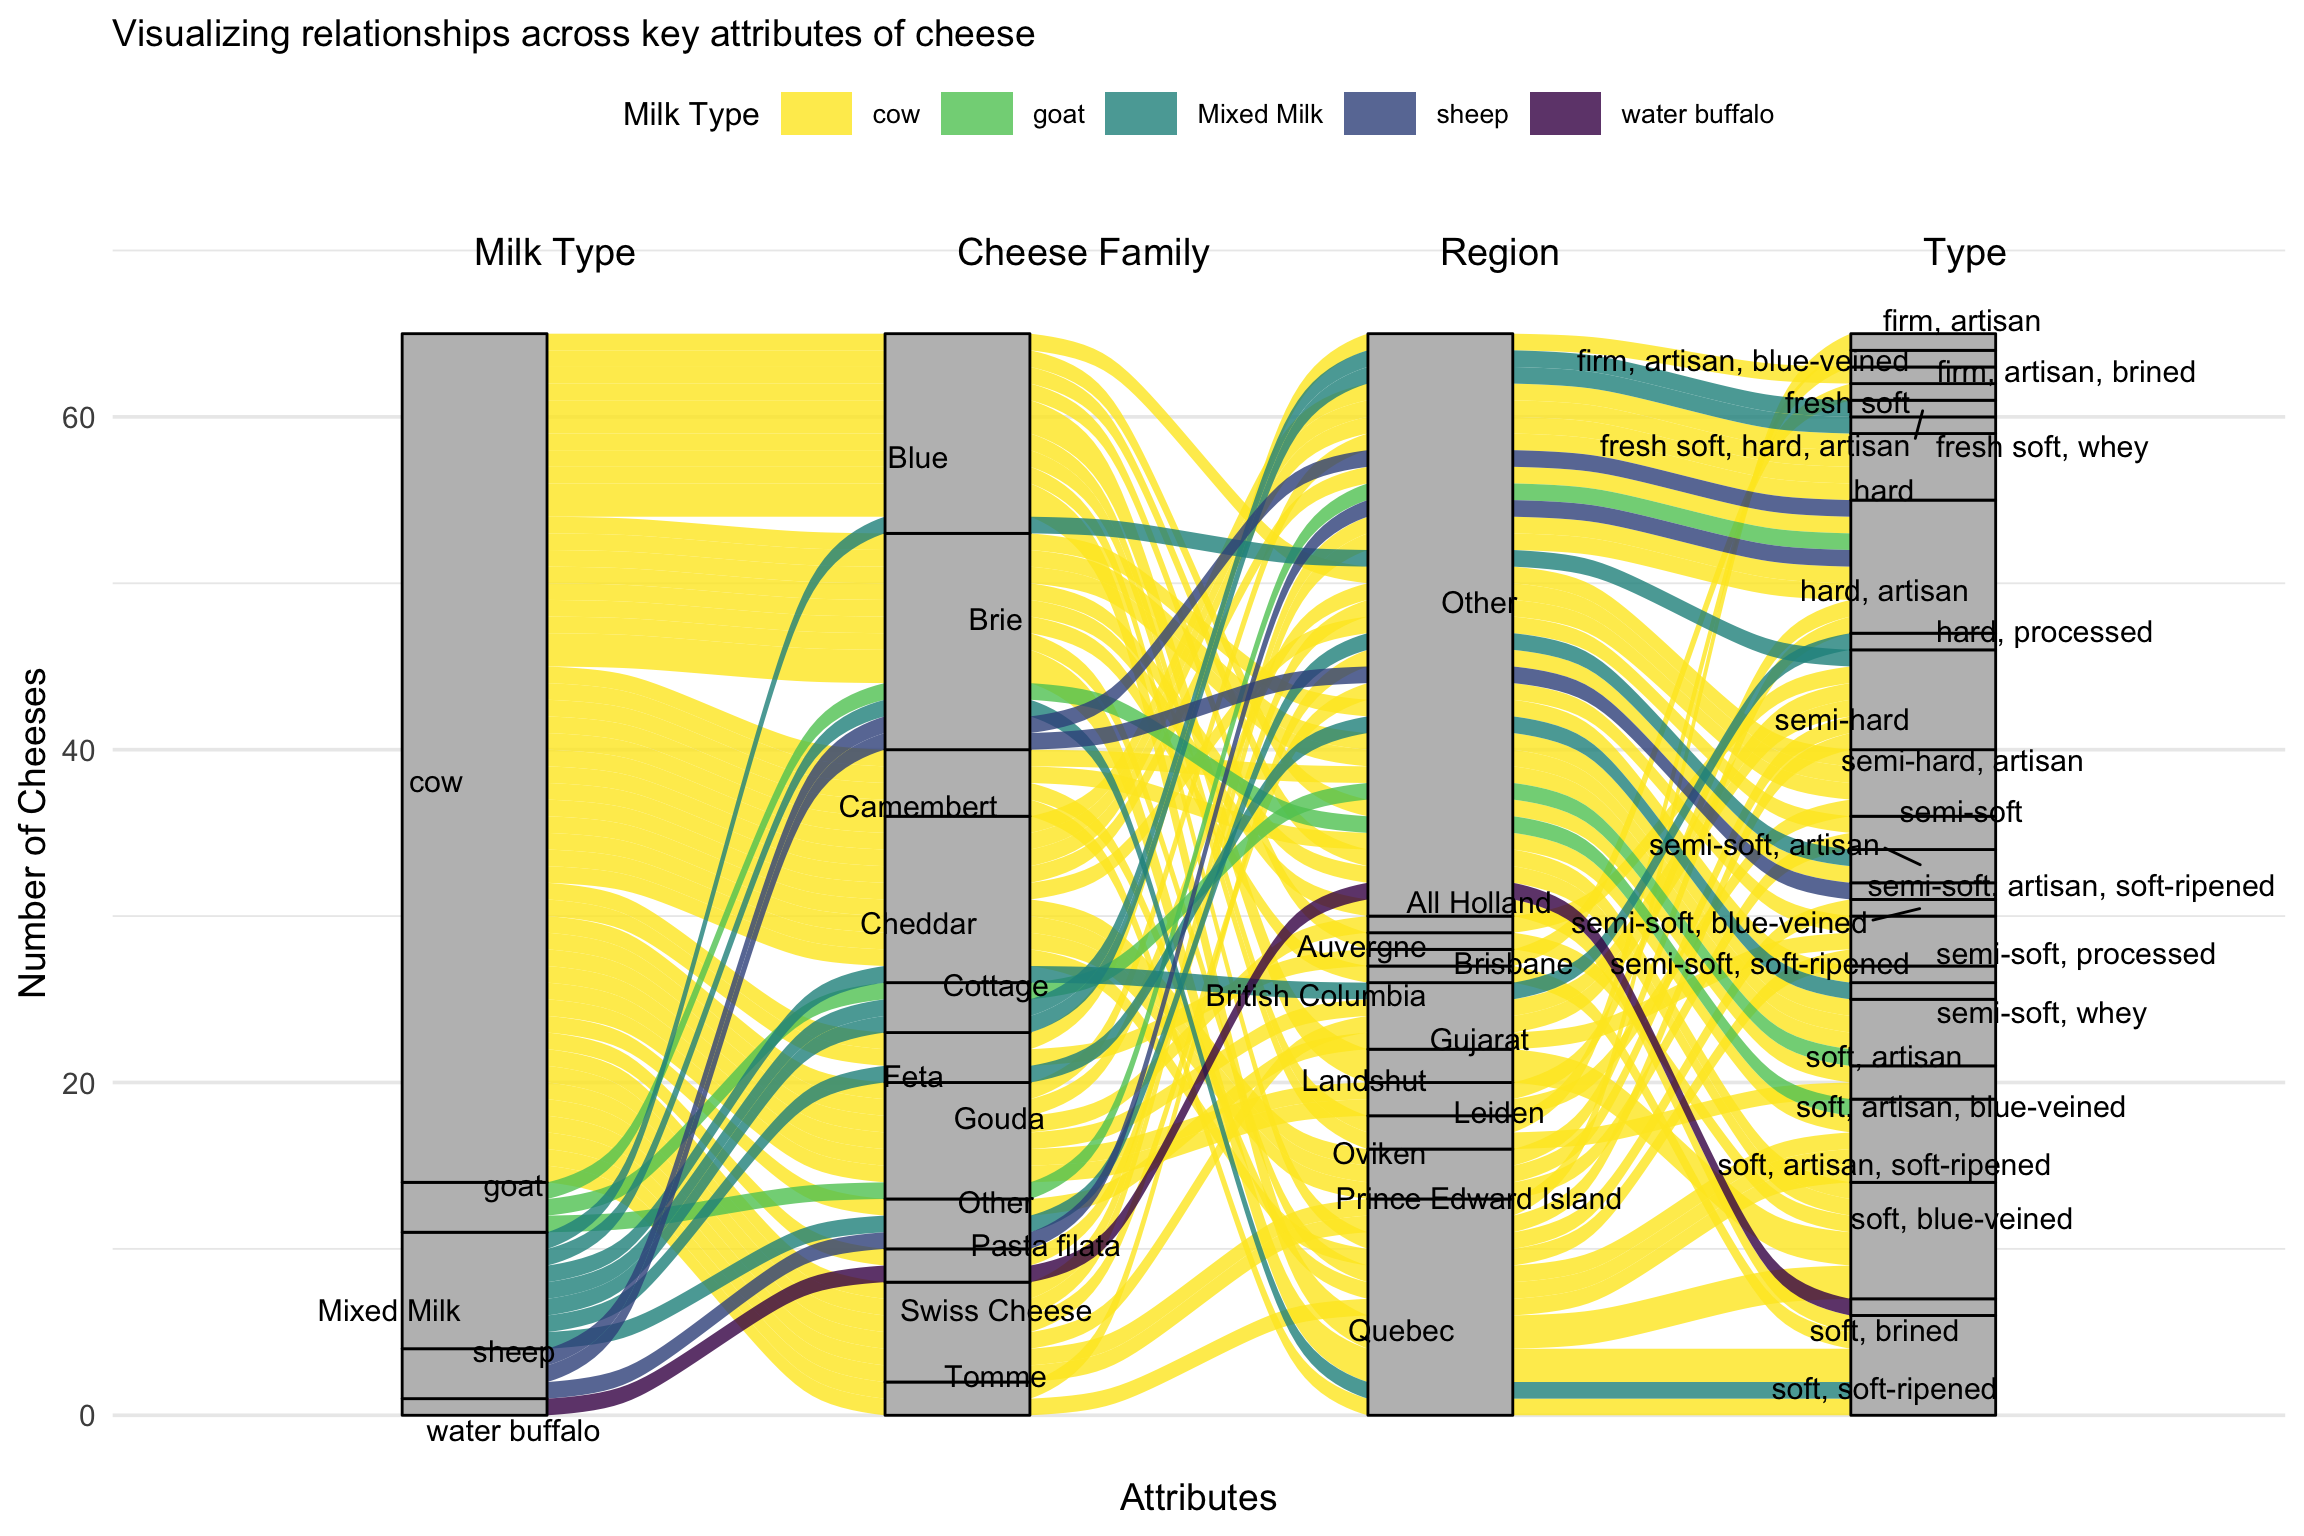 Visualizing relationships across key attributes of cheese
Milk Type cow goat Mixed Milk sheep water buffalo
Milk Type Cheese Family Region Type
Number of Cheeses
60
40
20
0
cow
goat
Mixed Milk
sheep
water buffalo
Blue
Brie
Camembert
Cheddar
Cottage
Feta
Gouda
Other
Pasta filata
Swiss Cheese
Tomme
Other
All Holland
Auvergne
Brisbane
British Columbia
Gujarat
Landshut
Leiden
Oviken
Prince Edward Island
Quebec
firm, artisan
firm, artisan, blue-veined
firm, artisan, brined
fresh soft
fresh soft, hard, artisan
fresh soft, whey
hard
hard, artisan
hard, processed
semi-hard
semi-hard, artisan
semi-soft
semi-soft, artisan
semi-soft, artisan, soft-ripened
semi-soft, blue-veined
semi-soft, processed
semi-soft, soft-ripened
semi-soft, whey
soft, artisan
soft, artisan, blue-veined
soft, artisan, soft-ripened
soft, blue-veined
soft, brined
soft, soft-ripened
Attributes